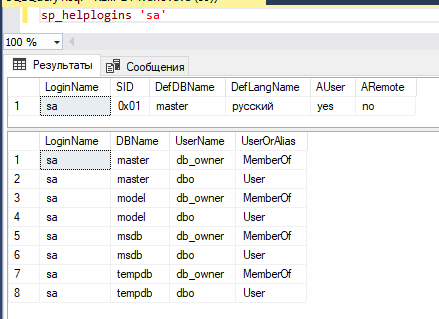 sp_helplogins 'sa'
100 %
Результаты Сообщения
LoginName SID DefDBName DefLangName AUser ARemote
1 sa 0x01 master русский yes no
LoginName DBName UserName UserOrAlias
1 sa master db_owner MemberOf
2 sa master dbo User
3 sa model db_owner MemberOf
4 sa model dbo User
5 sa msdb db_owner MemberOf
6 sa msdb dbo User
7 sa tempdb db_owner MemberOf
8 sa tempdb dbo User